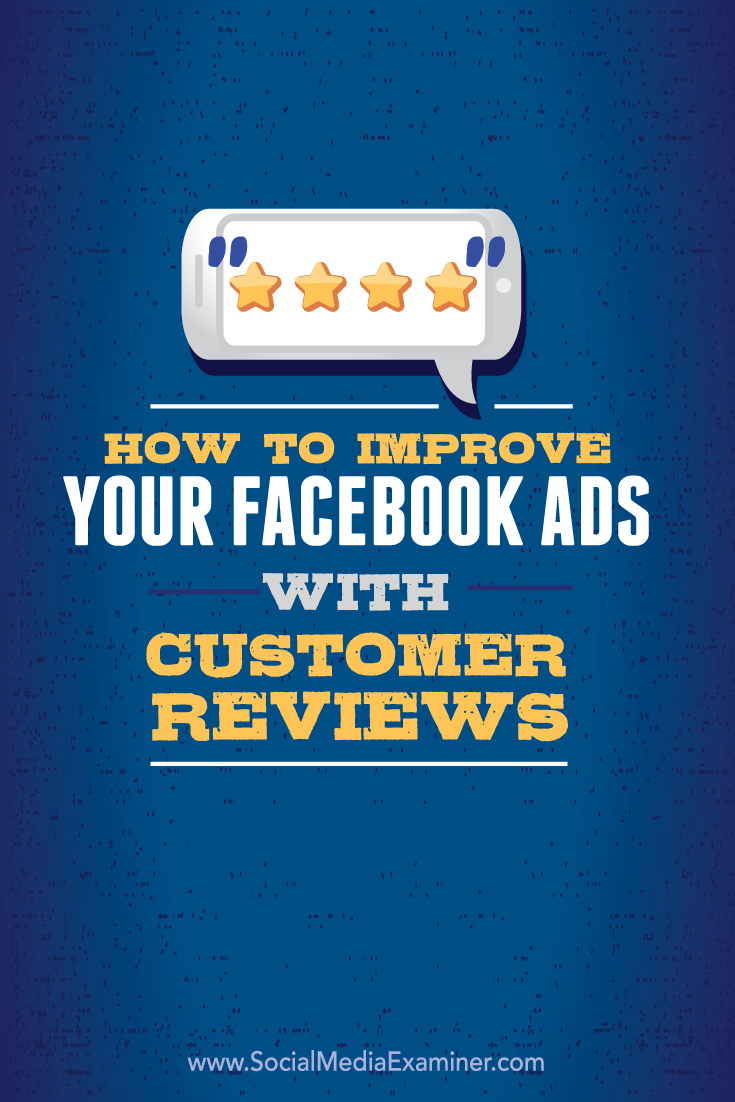 "
"
HOW TO IMPROVE
YOUR FACEBOOK ADS
WITH
CUSTOMER
REVIEWS
www.SocialMediaExaminer.com